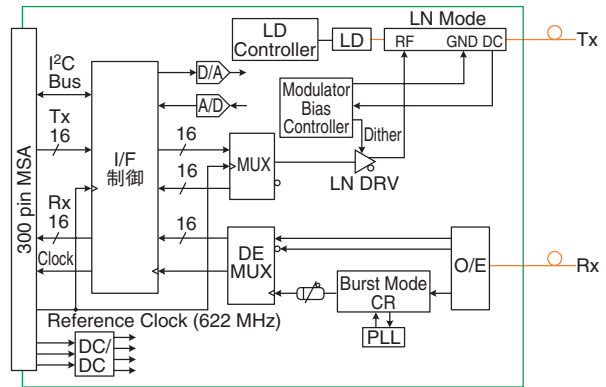 LN Mode
LD
Controller
LD
RF
GND
DC
Tx
I²C
Bus
D/A
A/D
Modulator
Bias
Controller
Dither
Tx
16
16
MUX
16
LN DRV
I/F
制御
300 pin MSA
Rx
16
16
DE
MUX
O/E
Rx
Clock
Burst Mode
CR
PLL
Reference Clock (622 MHz)
DC/
DC